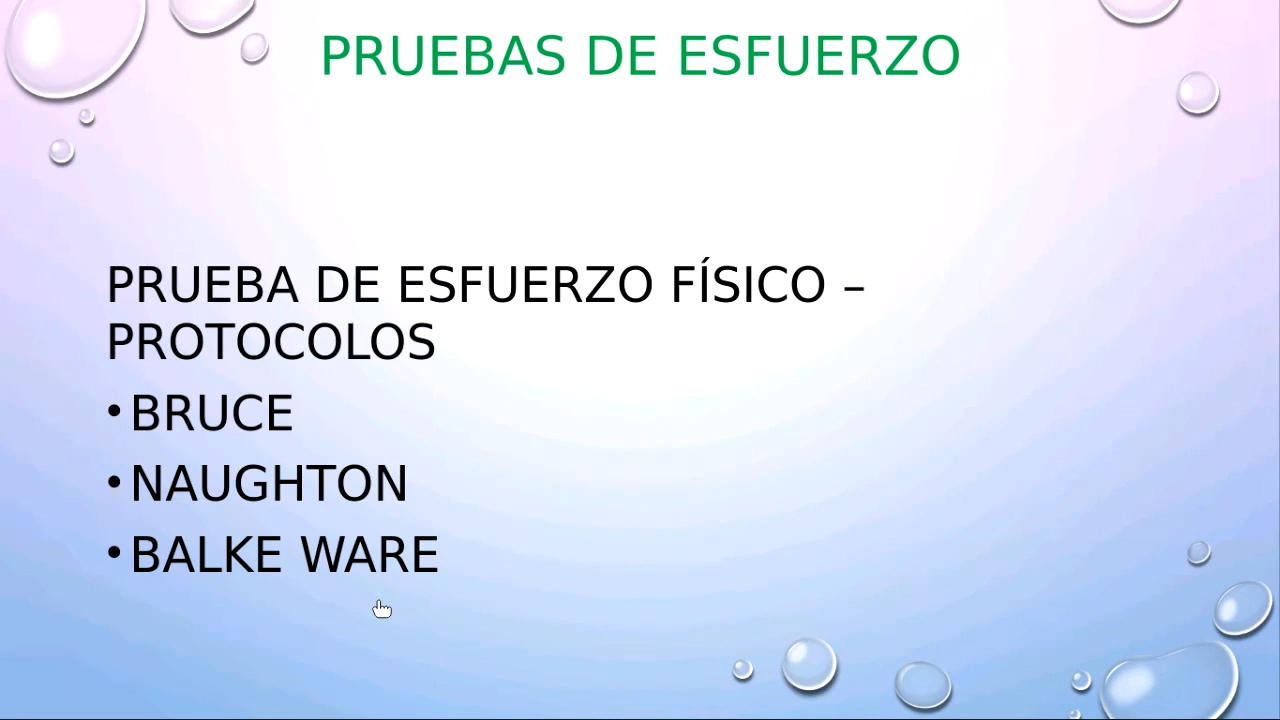 PRUEBAS DE ESFUERZO
PRUEBA DE ESFUERZO FÍSICO –
PROTOCOLOS
• BRUCE
• NAUGHTON
• BALKE WARE